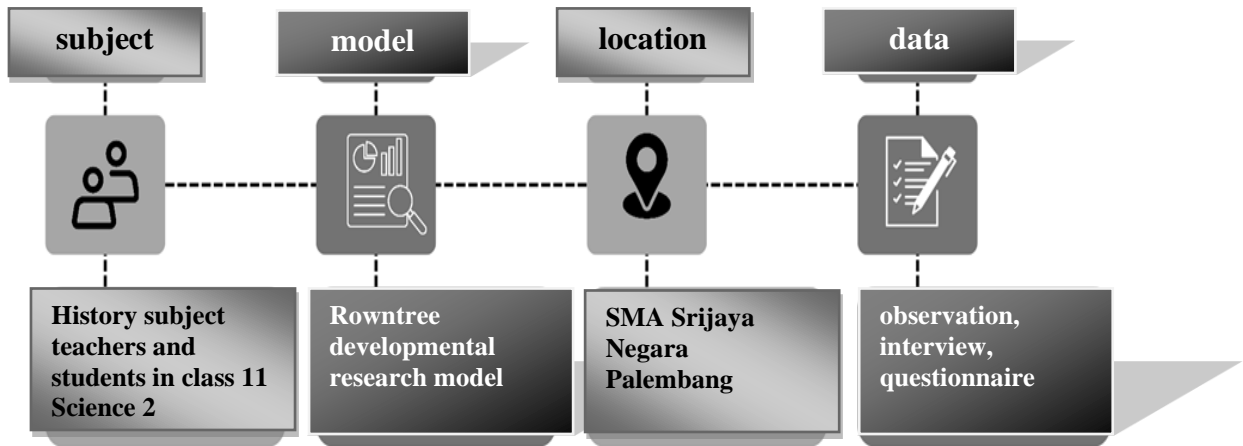 subject
model
location
data
History subject
teachers and
students in class 11
Science 2
Rowntree
developmental
research model
SMA Srijaya
Negara
Palembang
observation,
interview,
questionnaire